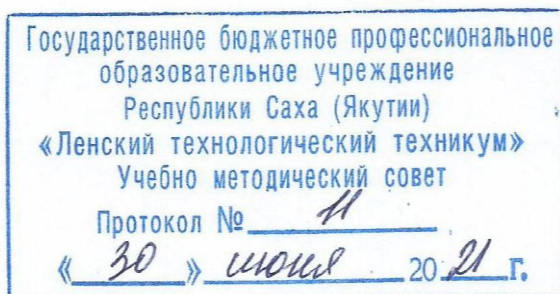 Государственное бюджетное профессиональное
образовательное учреждение
Республики Саха (Якутии)
«Ленский технологический техникум»
Учебно методический совет
Протокол № 11
« 30 » июня 20 21 г.